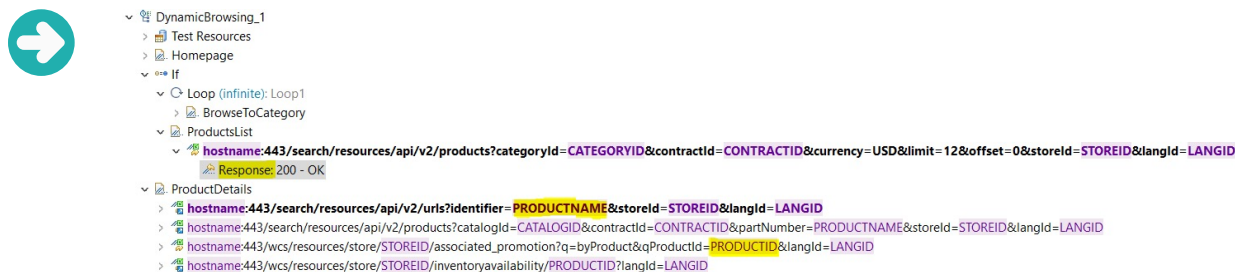 DynamicBrowsing_1
Test Resources
Homepage
If
Loop (infinite): Loop1
BrowseToCategory
ProductsList
hostname:443/search/resources/api/v2/products?categoryId=CATEGORYID&contractId=CONTRACTID&currency=USD&limit=12&offset=0&storeId=STOREID&langId=LANGID
Response: 200 - OK
ProductDetails
hostname:443/search/resources/api/v2/urls?identifier=PRODUCTNAME&storeId=STOREID&langId=LANGID
hostname:443/search/resources/api/v2/products?catalogId=CATALOGID&contractId=CONTRACTID&partNumber=PRODUCTNAME&storeId=STOREID&langId=LANGID
hostname:443/wcs/resources/store/STOREID/associated_promotion?q=byProduct&qProductId=PRODUCTID&langId=LANGID
hostname:443/wcs/resources/store/STOREID/inventoryavailability/PRODUCTID?langId=LANGID